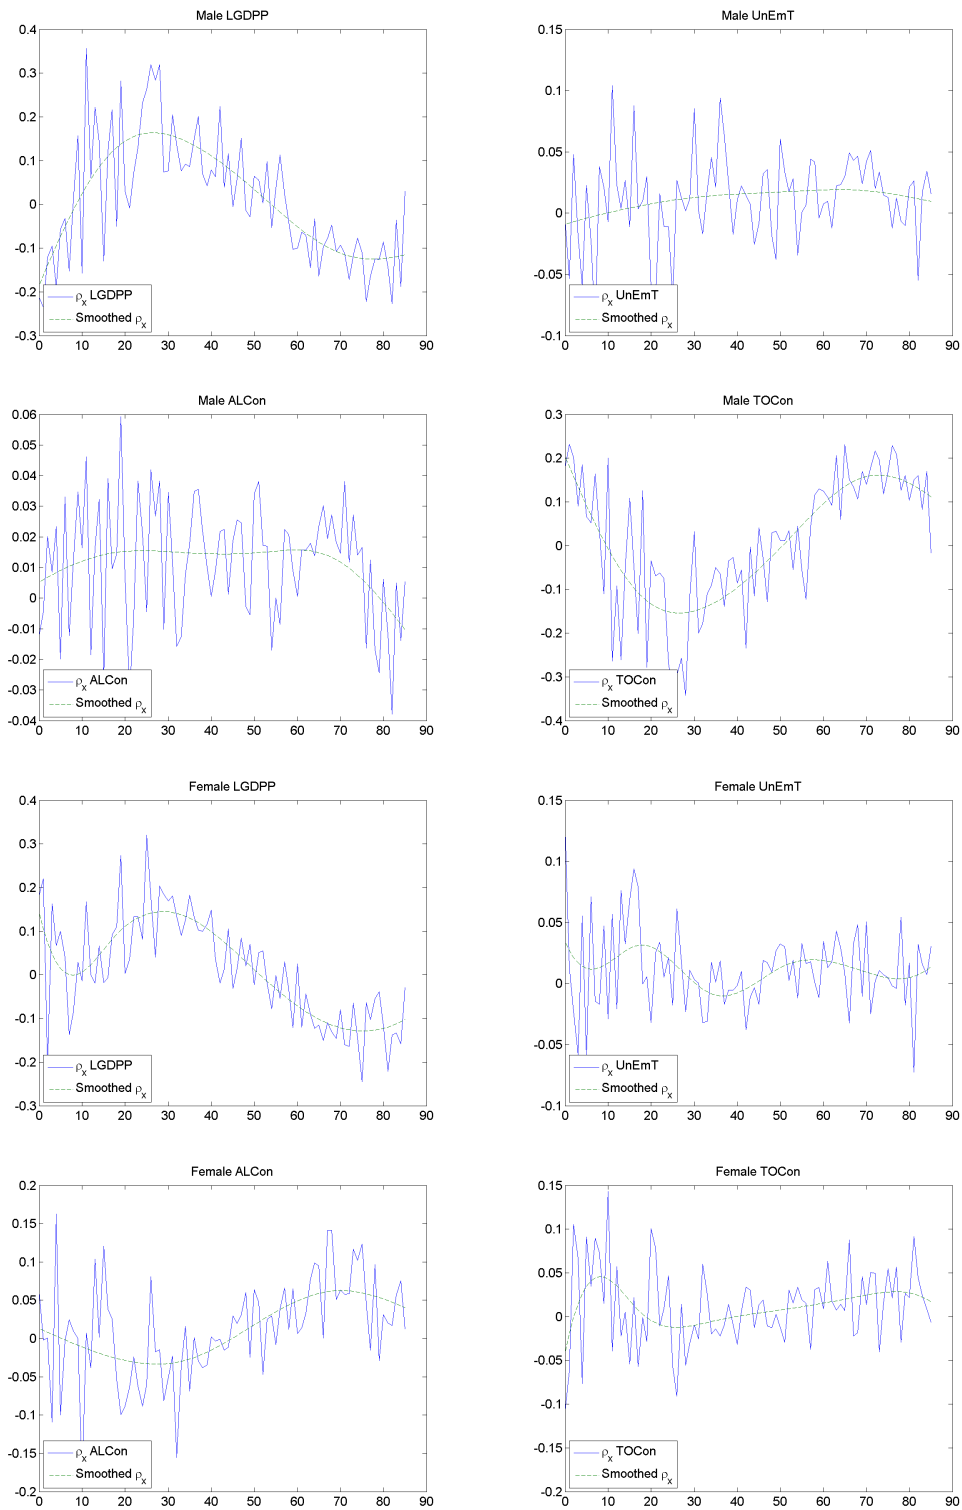 Male LGDPP
0.4
0.3
0.2
0.1
0
-0.1
-0.2
-0.3
ρx LGDPP
Smoothed ρx
0 10 20 30 40 50 60 70 80 90
Male UnEmT
0.15
0.1
0.05
0
-0.05
-0.1
ρx UnEmT
Smoothed ρx
0 10 20 30 40 50 60 70 80 90
Male ALCon
0.06
0.05
0.04
0.03
0.02
0.01
0
-0.01
-0.02
-0.03
-0.04
ρx ALCon
Smoothed ρx
0 10 20 30 40 50 60 70 80 90
Male TOCon
0.3
0.2
0.1
0
-0.1
-0.2
-0.3
-0.4
ρx TOCon
Smoothed ρx
0 10 20 30 40 50 60 70 80 90
Female LGDPP
0.4
0.3
0.2
0.1
0
-0.1
-0.2
-0.3
ρx LGDPP
Smoothed ρx
0 10 20 30 40 50 60 70 80 90
Female UnEmT
0.15
0.1
0.05
0
-0.05
-0.1
ρx UnEmT
Smoothed ρx
0 10 20 30 40 50 60 70 80 90
Female ALCon
0.2
0.15
0.1
0.05
0
-0.05
-0.1
-0.15
-0.2
ρx ALCon
Smoothed ρx
0 10 20 30 40 50 60 70 80 90
Female TOCon
0.15
0.1
0.05
0
-0.05
-0.1
-0.15
-0.2
ρx TOCon
Smoothed ρx
0 10 20 30 40 50 60 70 80 90